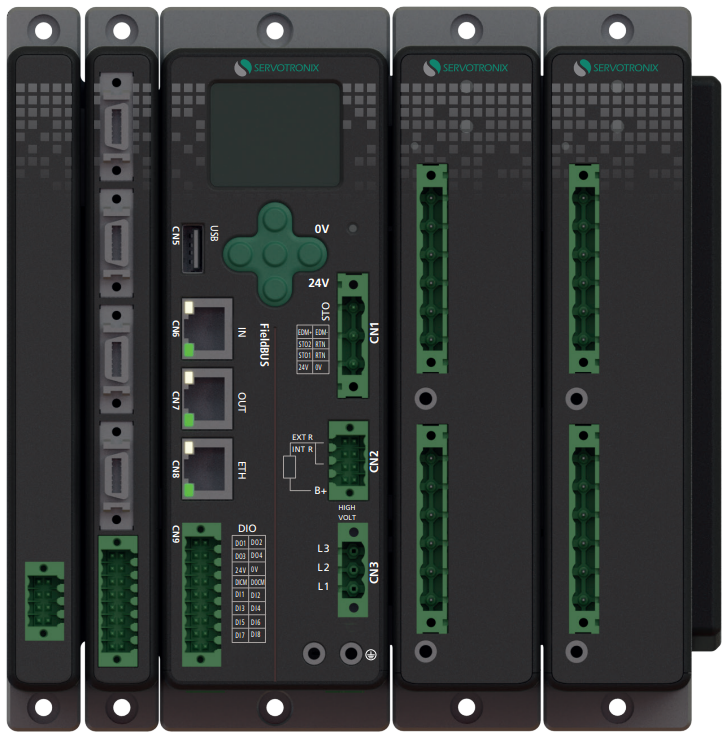 SERVOTRONIX
SERVOTRONIX
SERVOTRONIX
CN5
USB
0V
24V
STO
CN1
EDM+ EDM-
STO2 RTN
STO1 RTN
24V 0V
CN6
IN
FieldBUS
CN7
OUT
CN8
ETH
EXT R
INT R
B+
CN2
HIGH
VOLT
L3
L2
L1
CN3
CN9
DIO
DO1 DO2
DO3 DO4
24V 0V
DICM DOCM
DI1 DI2
DI3 DI4
DI5 DI6
DI7 DI8